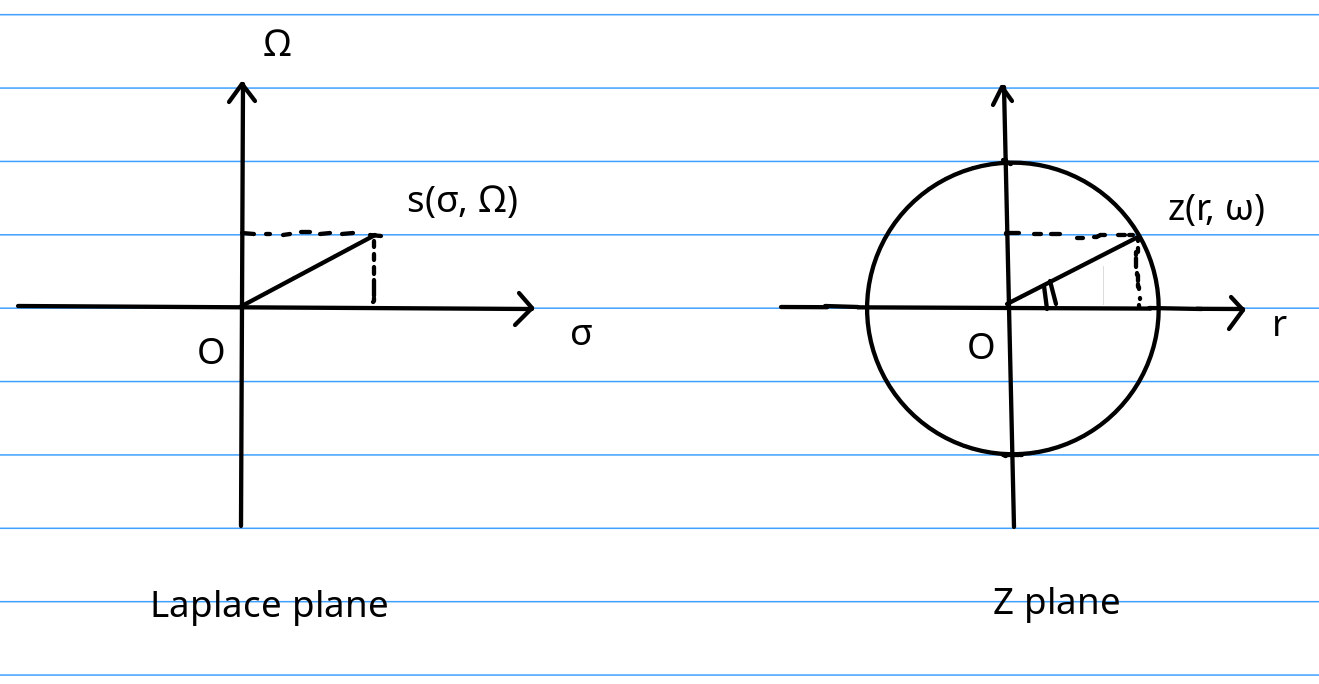 Ω
s(σ, Ω)
O
σ
Laplace plane
z(r, ω)
O
r
Z plane